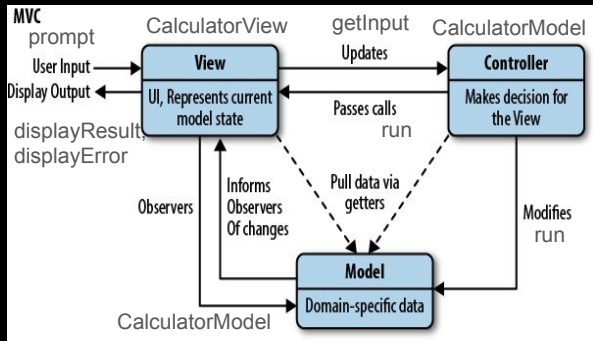 MVC
prompt
CalculatorView
getInput
CalculatorModel
User Input
Display Output
View
UI, Represents current
model state
Updates
Passes calls
run
Controller
Makes decision for
the View
displayResult,
displayError
Observers
Informs
Observers
Of changes
Pull data via
getters
Modifies
run
Model
Domain-specific data
CalculatorModel